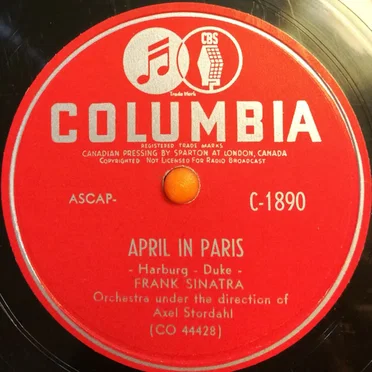 CBS
Trade Mark
COLUMBIA
REGISTERED TRADE MARKS
CANADIAN PRESSING BY SPARTON AT LONDON, CANADA
COPYRIGHTED NOT LICENSED FOR RADIO BROADCAST
ASCAP- C-1890
APRIL IN PARIS
- Harburg - Duke -
FRANK SINATRA
Orchestra under the direction of
Axel Stordahl
(CO 44428)